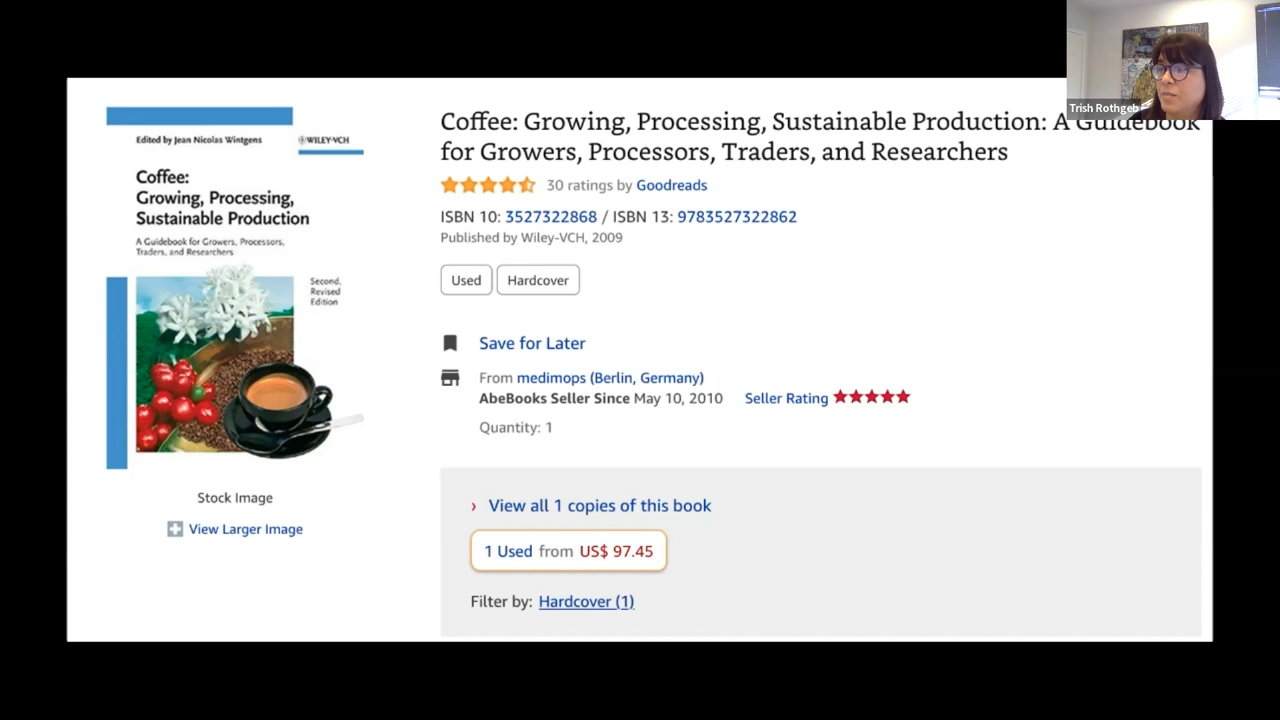 Trish Rothgeb
Edited by Jean Nicolas Wintgens
WILEY-VCH
Coffee:
Growing, Processing,
Sustainable Production
A Guidebook for Growers, Processors,
Traders, and Researchers
Second,
Revised
Edition
Stock Image
View Larger Image
Coffee: Growing, Processing, Sustainable Production: A Guidebook
for Growers, Processors, Traders, and Researchers
30 ratings by Goodreads
ISBN 10: 3527322868 / ISBN 13: 9783527322862
Published by Wiley-VCH, 2009
Used
Hardcover
Save for Later
From medimops (Berlin, Germany)
AbeBooks Seller Since May 10, 2010 Seller Rating
Quantity: 1
› View all 1 copies of this book
1 Used from US$ 97.45
Filter by: Hardcover (1)